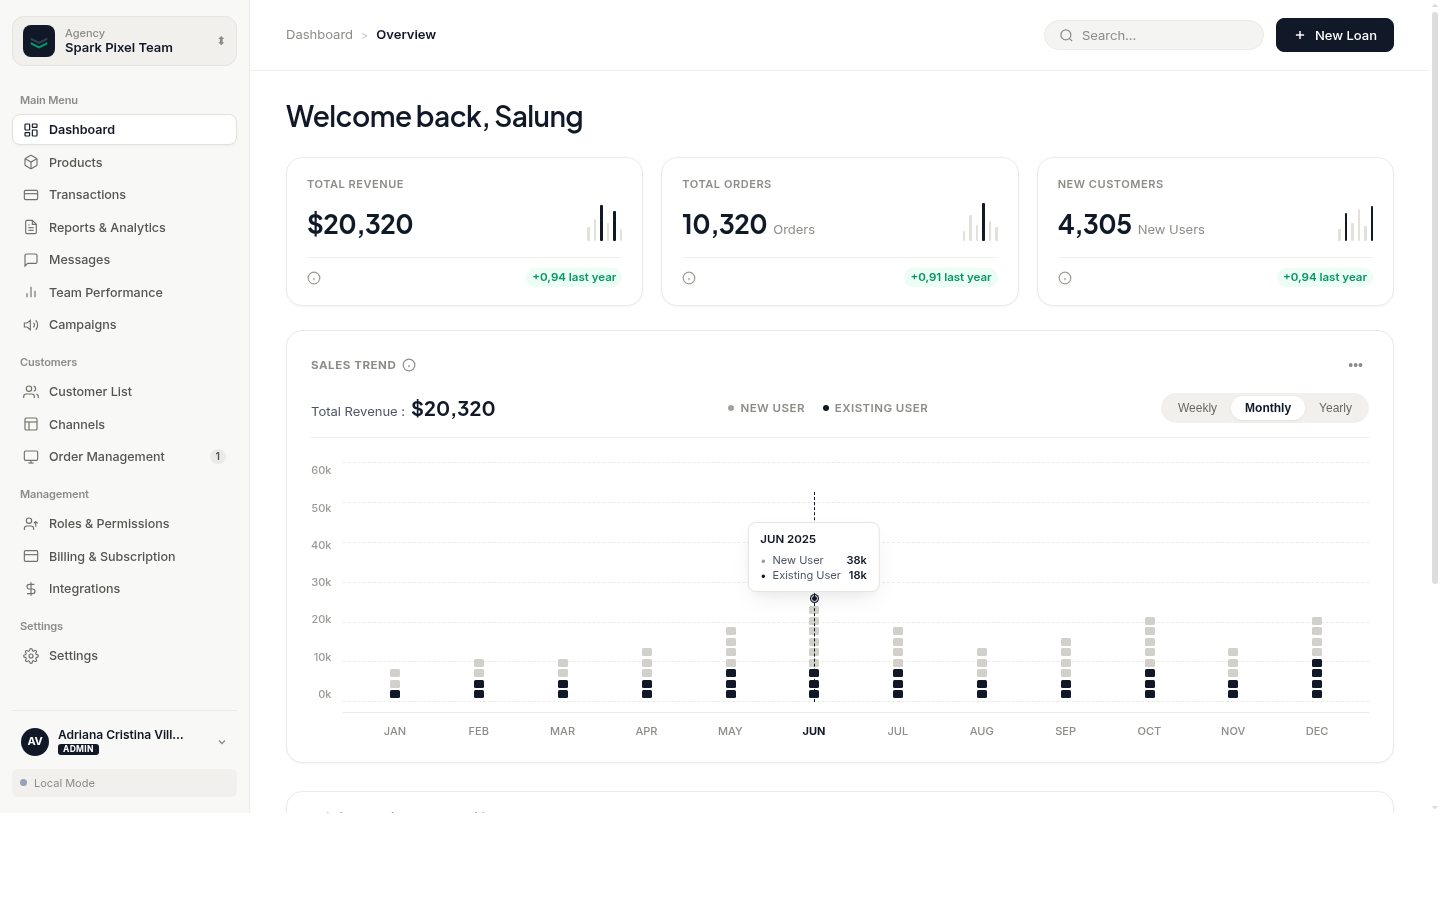 Agency
Spark Pixel Team
Main Menu
Dashboard
Products
Transactions
Reports & Analytics
Messages
Team Performance
Campaigns
Customers
Customer List
Channels
Order Management 1
Management
Roles & Permissions
Billing & Subscription
Integrations
Settings
Settings
AV
Adriana Cristina Vill...
ADMIN
Local Mode
Dashboard > Overview
Search...
+ New Loan
Welcome back, Salung
TOTAL REVENUE
$20,320
+0,94 last year
TOTAL ORDERS
10,320 Orders
+0,91 last year
NEW CUSTOMERS
4,305 New Users
+0,94 last year
SALES TREND
•••
Total Revenue : $20,320
NEW USER EXISTING USER
Weekly Monthly Yearly
60k
50k
40k
30k
20k
10k
0k
JUN 2025
• New User 38k
• Existing User 18k
JAN FEB MAR APR MAY JUN JUL AUG SEP OCT NOV DEC